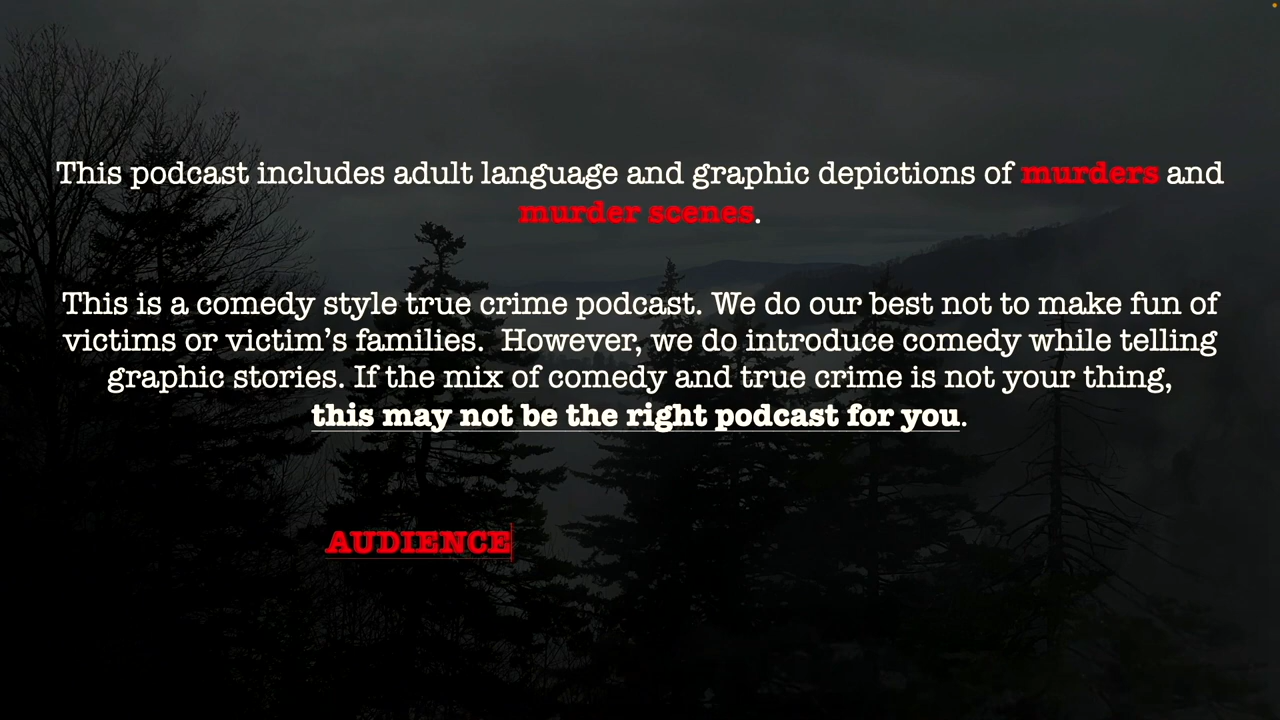 This podcast includes adult language and graphic depictions of murders and
murder scenes.
This is a comedy style true crime podcast. We do our best not to make fun of
victims or victim’s families.  However, we do introduce comedy while telling
graphic stories. If the mix of comedy and true crime is not your thing,
this may not be the right podcast for you.
AUDIENCE